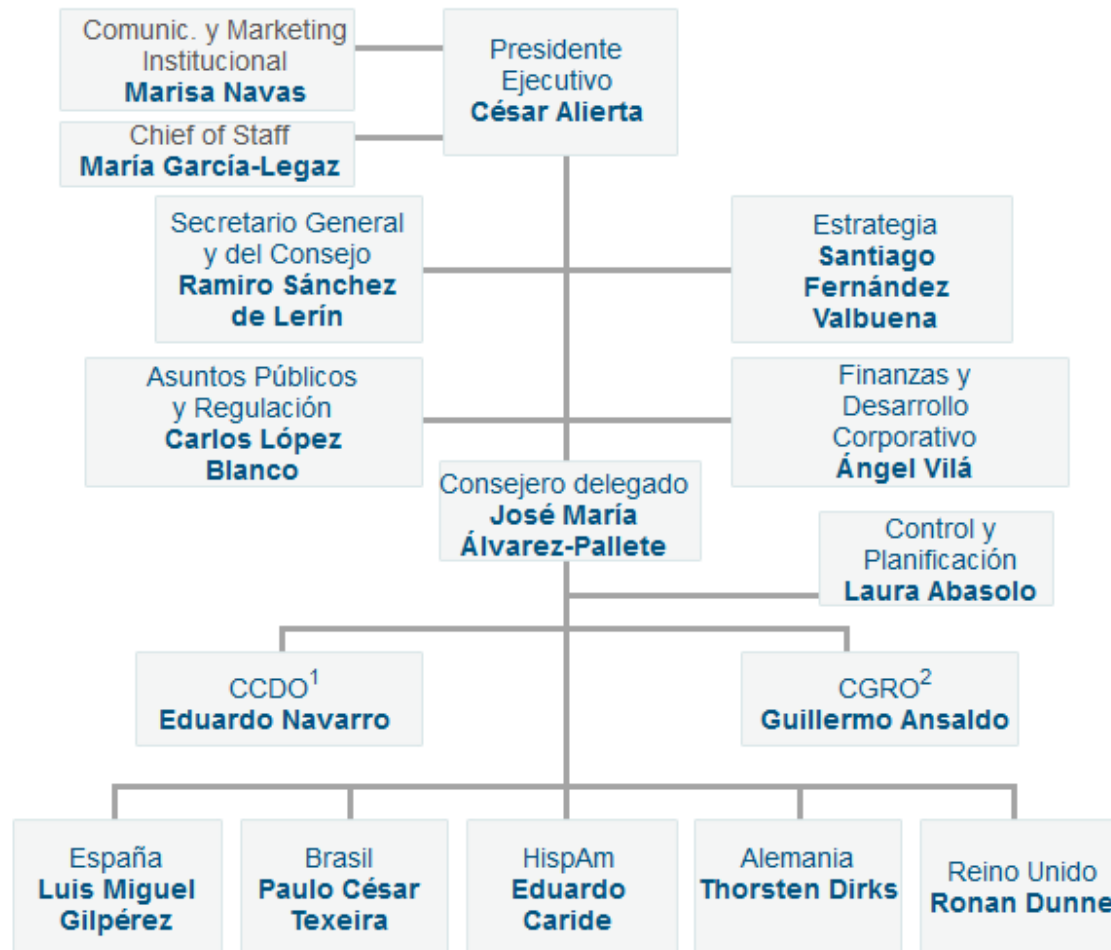 Comunic. y Marketing
Institucional
Marisa Navas
Presidente
Ejecutivo
César Alierta
Chief of Staff
María García-Legaz
Secretario General
y del Consejo
Ramiro Sánchez
de Lerín
Estrategia
Santiago
Fernández
Valbuena
Asuntos Públicos
y Regulación
Carlos López
Blanco
Finanzas y
Desarrollo
Corporativo
Ángel Vilá
Consejero delegado
José María
Álvarez-Pallete
Control y
Planificación
Laura Abasolo
CCDO¹
Eduardo Navarro
CGRO²
Guillermo Ansaldo
España
Luis Miguel
Gilpérez
Brasil
Paulo César
Texeira
HispAm
Eduardo
Caride
Alemania
Thorsten Dirks
Reino Unido
Ronan Dunne